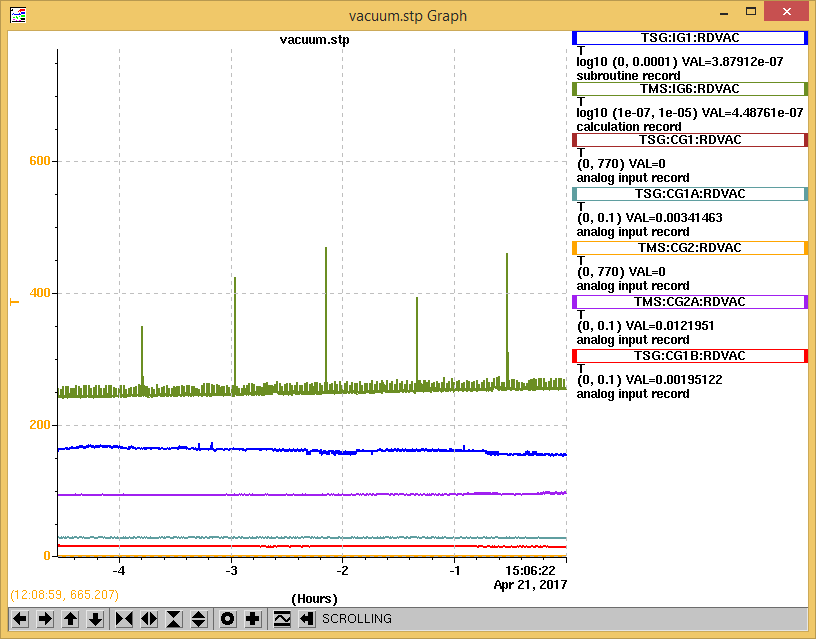 vacuum.stp Graph
vacuum.stp
600
400
200
0
T
-4
-3
-2
-1
15:06:22
Apr 21, 2017
(Hours)
(12:08:59, 665.207)
TSG:IG1:RDVAC
T
log10 (0, 0.0001) VAL=3.87912e-07
subroutine record
TMS:IG6:RDVAC
T
log10 (1e-07, 1e-05) VAL=4.48761e-07
calculation record
TSG:CG1:RDVAC
T
(0, 770) VAL=0
analog input record
TSG:CG1A:RDVAC
T
(0, 0.1) VAL=0.00341463
analog input record
TMS:CG2:RDVAC
T
(0, 770) VAL=0
analog input record
TMS:CG2A:RDVAC
T
(0, 0.1) VAL=0.0121951
analog input record
TSG:CG1B:RDVAC
T
(0, 0.1) VAL=0.00195122
analog input record
SCROLLING